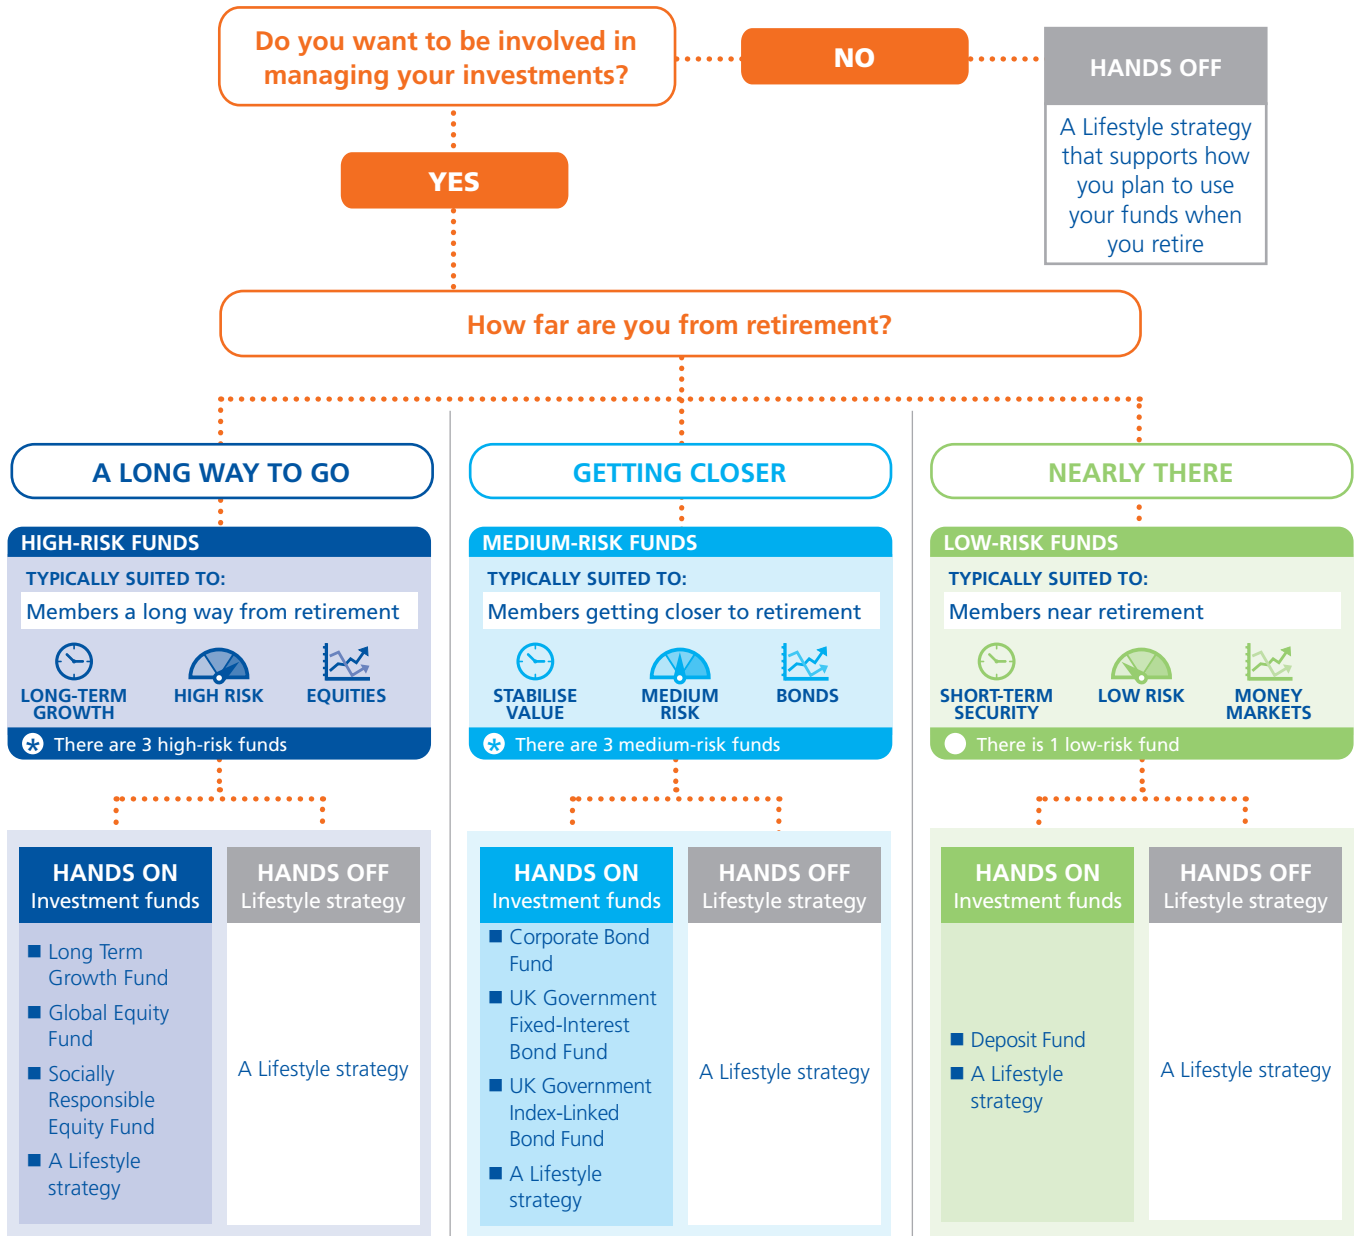 Do you want to be involved in
managing your investments?
NO
HANDS OFF
A Lifestyle strategy
that supports how
you plan to use
your funds when
you retire
YES
How far are you from retirement?
A LONG WAY TO GO
HIGH-RISK FUNDS
TYPICALLY SUITED TO:
Members a long way from retirement
LONG-TERM
GROWTH
HIGH RISK
EQUITIES
* There are 3 high-risk funds
HANDS ON
Investment funds
■ Long Term
Growth Fund
■ Global Equity
Fund
■ Socially
Responsible
Equity Fund
■ A Lifestyle
strategy
HANDS OFF
Lifestyle strategy
A Lifestyle strategy
GETTING CLOSER
MEDIUM-RISK FUNDS
TYPICALLY SUITED TO:
Members getting closer to retirement
STABILISE
VALUE
MEDIUM
RISK
BONDS
* There are 3 medium-risk funds
HANDS ON
Investment funds
■ Corporate Bond
Fund
■ UK Government
Fixed-Interest
Bond Fund
■ UK Government
Index-Linked
Bond Fund
■ A Lifestyle
strategy
HANDS OFF
Lifestyle strategy
A Lifestyle strategy
NEARLY THERE
LOW-RISK FUNDS
TYPICALLY SUITED TO:
Members near retirement
SHORT-TERM
SECURITY
LOW RISK
MONEY
MARKETS
There is 1 low-risk fund
HANDS ON
Investment funds
■ Deposit Fund
■ A Lifestyle
strategy
HANDS OFF
Lifestyle strategy
A Lifestyle strategy